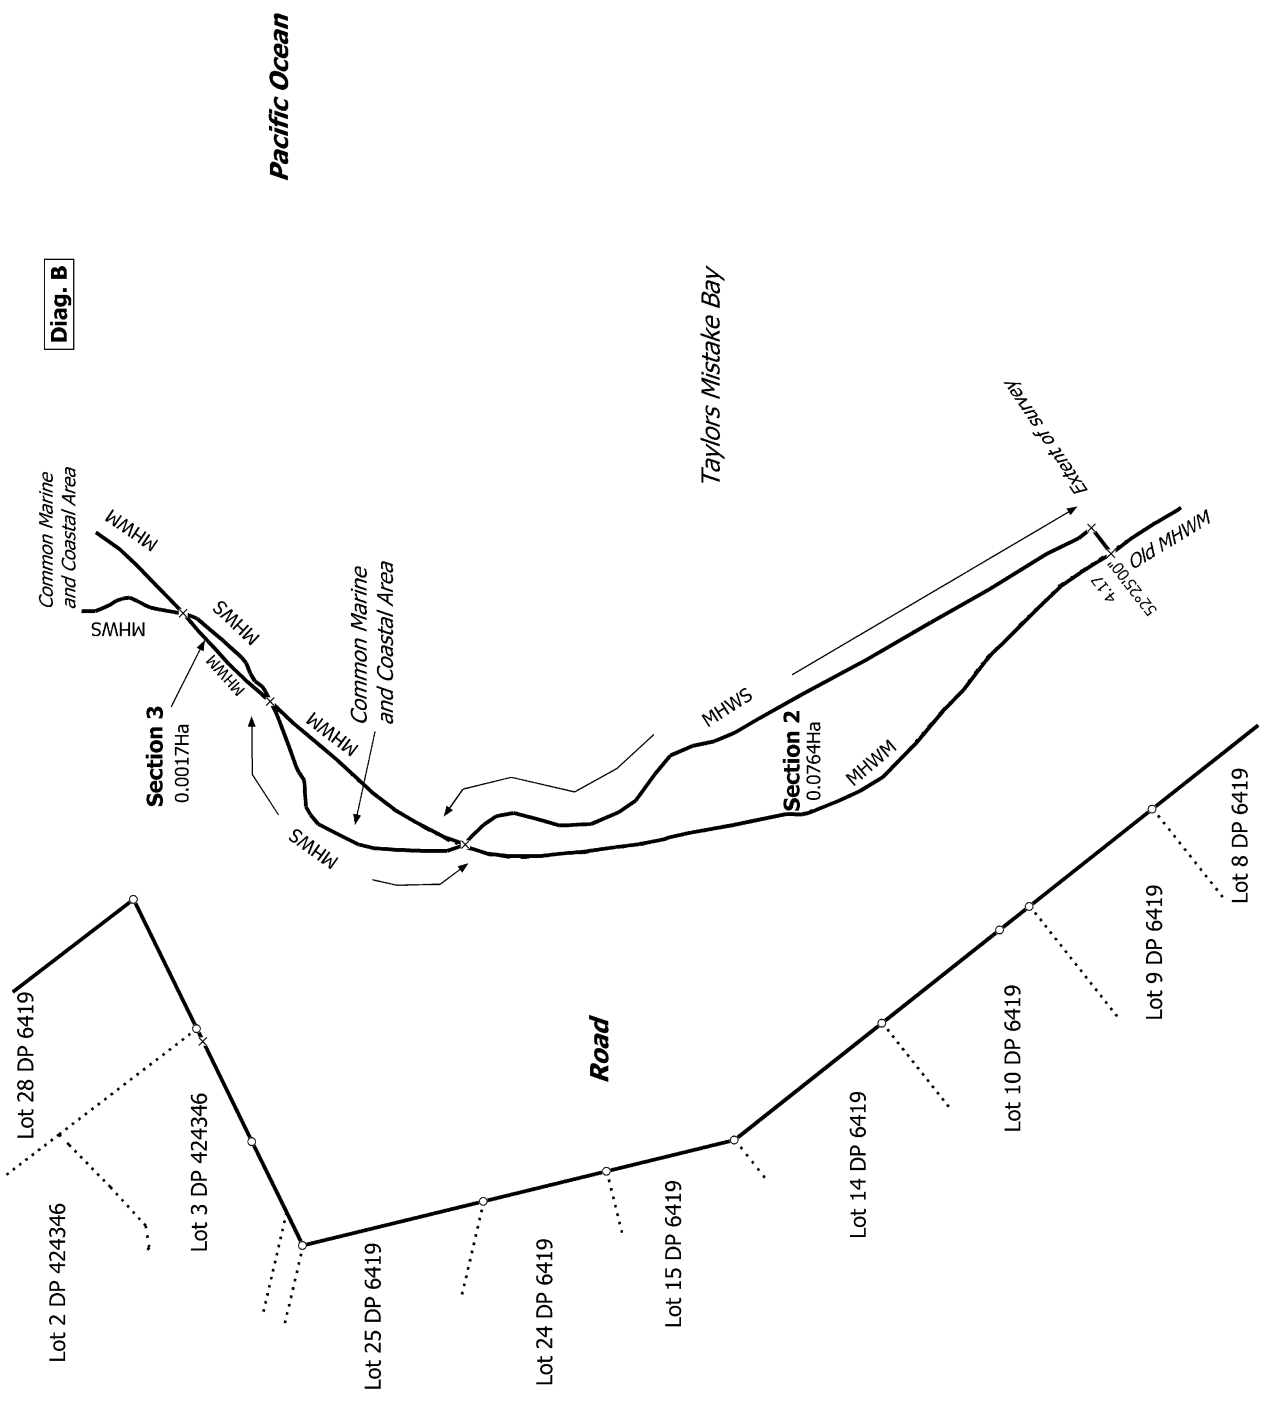 Pacific Ocean
Diag. B
Common Marine
and Coastal Area
MHWM
MHWS
MHWS
MHWM
Section 3
0.0017Ha
MHWM
Common Marine
and Coastal Area
MHWS
Taylors Mistake Bay
Extent of survey
MHWS
Section 2
0.0764Ha
MHWM
4.17
52°25'00"
Old MHWM
Road
Lot 28 DP 6419
Lot 2 DP 424346
Lot 3 DP 424346
Lot 25 DP 6419
Lot 24 DP 6419
Lot 15 DP 6419
Lot 14 DP 6419
Lot 10 DP 6419
Lot 9 DP 6419
Lot 8 DP 6419